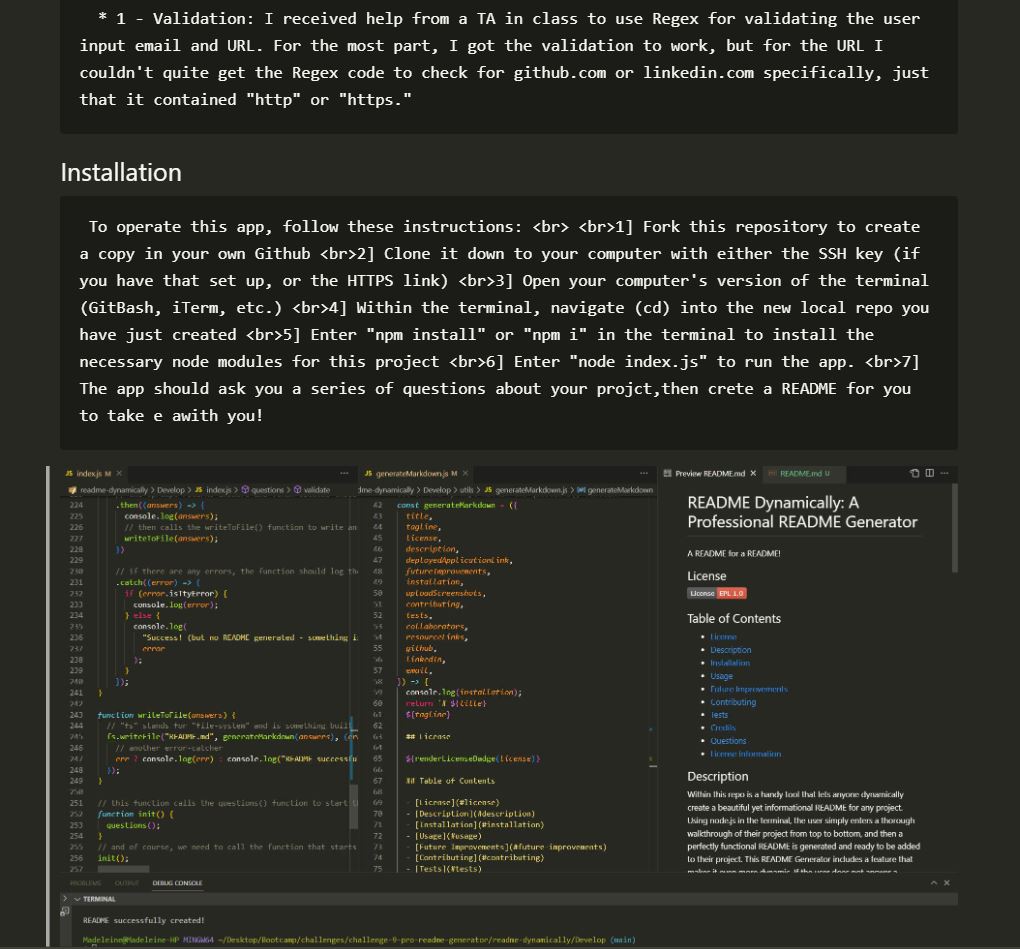 * 1 - Validation: I received help from a TA in class to use Regex for validating the user
input email and URL. For the most part, I got the validation to work, but for the URL I
couldn't quite get the Regex code to check for github.com or linkedin.com specifically, just
that it contained "http" or "https."
Installation
To operate this app, follow these instructions: <br> <br>1] Fork this repository to create
a copy in your own Github <br>2] Clone it down to your computer with either the SSH key (if
you have that set up, or the HTTPS link) <br>3] Open your computer's version of the terminal
(GitBash, iTerm, etc.) <br>4] Within the terminal, navigate (cd) into the new local repo you
have just created <br>5] Enter "npm install" or "npm i" in the terminal to install the
necessary node modules for this project <br>6] Enter "node index.js" to run the app. <br>7]
The app should ask you a series of questions about your projct,then crete a README for you
to take e awith you!
JS index.js M ×
readme-dynamically > Develop > JS index.js > questions > validate
224 .then((answers) => {
225 console.log(answers);
226 // then calls the writeToFile() function to write an
227 writeToFile(answers);
228 })
229
230 // if there are any errors, the function should log the
231 .catch((error) => {
232 if (error.isTtyError) {
233 console.log(error);
234 } else {
235 console.log(
236 "Success! (but no README generated - something i
237 error
238 );
239 }
240 });
241 }
242
243 function writeToFile(answers) {
244 // "fs" stands for "file-system" and is something buil
245 fs.writeFile("README.md", generateMarkdown(answers), (er
246 // another error-catcher
247 err ? console.log(err) : console.log("README successfu
248 });
249 }
250
251 // this function calls the questions() function to start t
252 function init() {
253 questions();
254 }
255 // and of course, we need to call the function that starts
256 init();
257
JS generateMarkdown.js M ×
dme-dynamically > Develop > utils > JS generateMarkdown.js > generateMarkdown
42 const generateMarkdown = ({
43 title,
44 tagline,
45 license,
46 description,
47 deployedApplicationLink,
48 futureImprovements,
49 installation,
50 uploadScreenshots,
51 contributing,
52 tests,
53 collaborators,
54 resourceLinks,
55 github,
56 linkedin,
57 email,
58 }) => {
59 console.log(installation);
60 return `# ${title}
61 ${tagline}
62
63 ## License
64
65 ${renderLicenseBadge(license)}
66
67 ## Table of Contents
68
69 - [License](#license)
70 - [Description](#description)
71 - [Installation](#installation)
72 - [Usage](#usage)
73 - [Future Improvements](#future-improvements)
74 - [Contributing](#contributing)
75 - [Tests](#tests)
Preview README.md × README.md U
README Dynamically: A
Professional README Generator
A README for a README!
License
License EPL 1.0
Table of Contents
• License
• Description
• Installation
• Usage
• Future Improvements
• Contributing
• Tests
• Credits
• Questions
• License Information
Description
Within this repo is a handy tool that lets anyone dynamically
create a beautiful yet informational README for any project.
Using node.js in the terminal, the user simply enters a thorough
walkthrough of their project from top to bottom, and then a
perfectly functional README is generated and ready to be added
to their project. This README Generator includes a feature that
makes it even more dynamic. If the user does not answer a
PROBLEMS OUTPUT DEBUG CONSOLE
TERMINAL
README successfully created!
Madeleine@Madeleine-HP MINGW64 ~/Desktop/Bootcamp/challenges/challenge-9-pro-readme-generator/readme-dynamically/Develop (main)